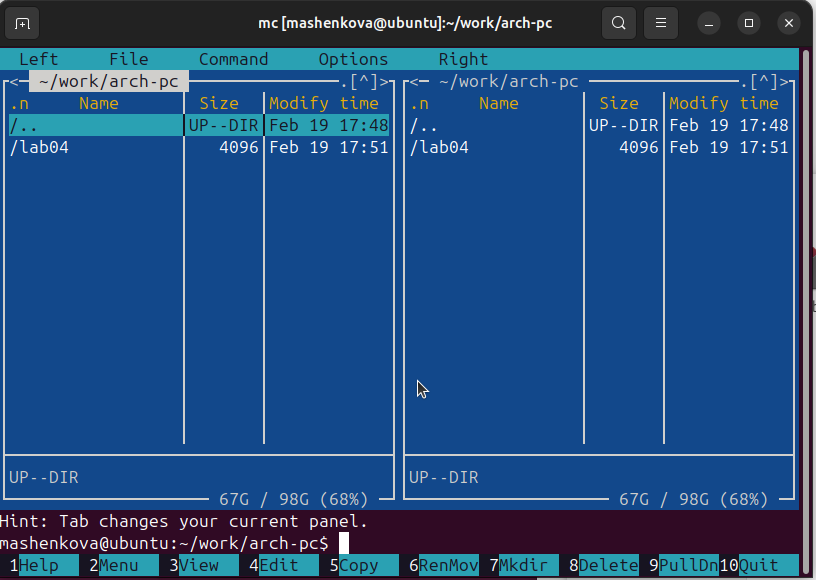 mc [mashenkova@ubuntu]:~/work/arch-pc
Left File Command Options Right
<— ~/work/arch-pc .[^]> <— ~/work/arch-pc .[^]>
.n Name Size Modify time .n Name Size Modify time
/.. UP--DIR Feb 19 17:48 /.. UP--DIR Feb 19 17:48
/lab04 4096 Feb 19 17:51 /lab04 4096 Feb 19 17:51
UP--DIR UP--DIR
67G / 98G (68%) 67G / 98G (68%)
Hint: Tab changes your current panel.
mashenkova@ubuntu:~/work/arch-pc$
1Help 2Menu 3View 4Edit 5Copy 6RenMov 7Mkdir 8Delete 9PullDn 10Quit